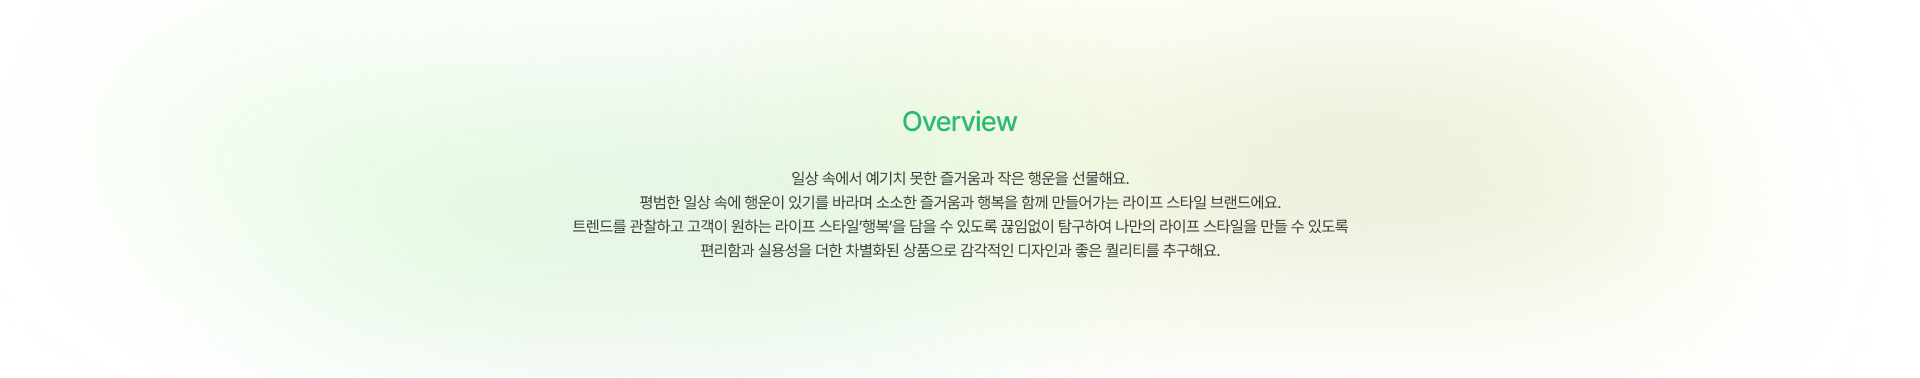 Overview
일상 속에서 예기치 못한 즐거움과 작은 행운을 선물해요.
평범한 일상 속에 행운이 있기를 바라며 소소한 즐거움과 행복을 함께 만들어가는 라이프 스타일 브랜드에요.
트렌드를 관찰하고 고객이 원하는 라이프 스타일'행복'을 담을 수 있도록 끊임없이 탐구하여 나만의 라이프 스타일을 만들 수 있도록
편리함과 실용성을 더한 차별화된 상품으로 감각적인 디자인과 좋은 퀄리티를 추구해요.